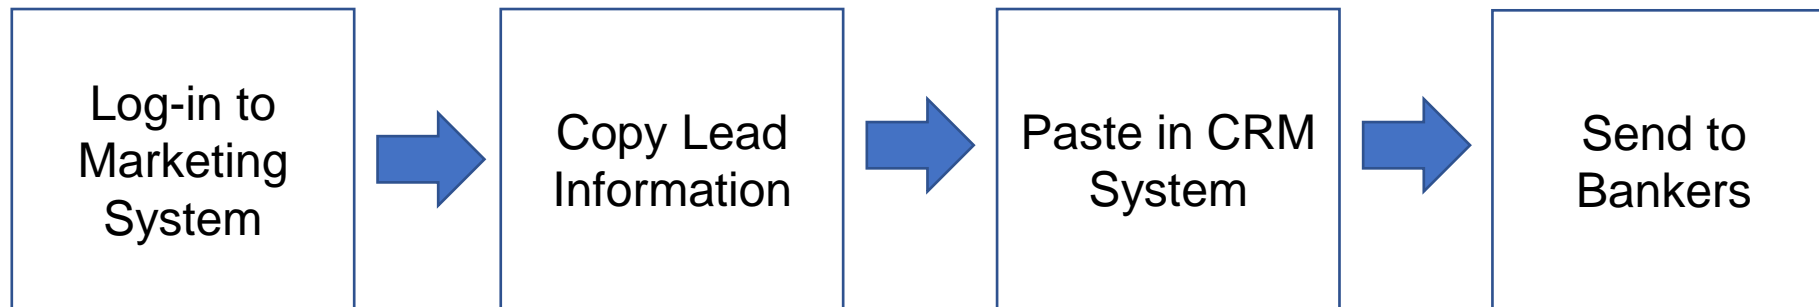 Log-in to
Marketing
System
Copy Lead
Information
Paste in CRM
System
Send to
Bankers